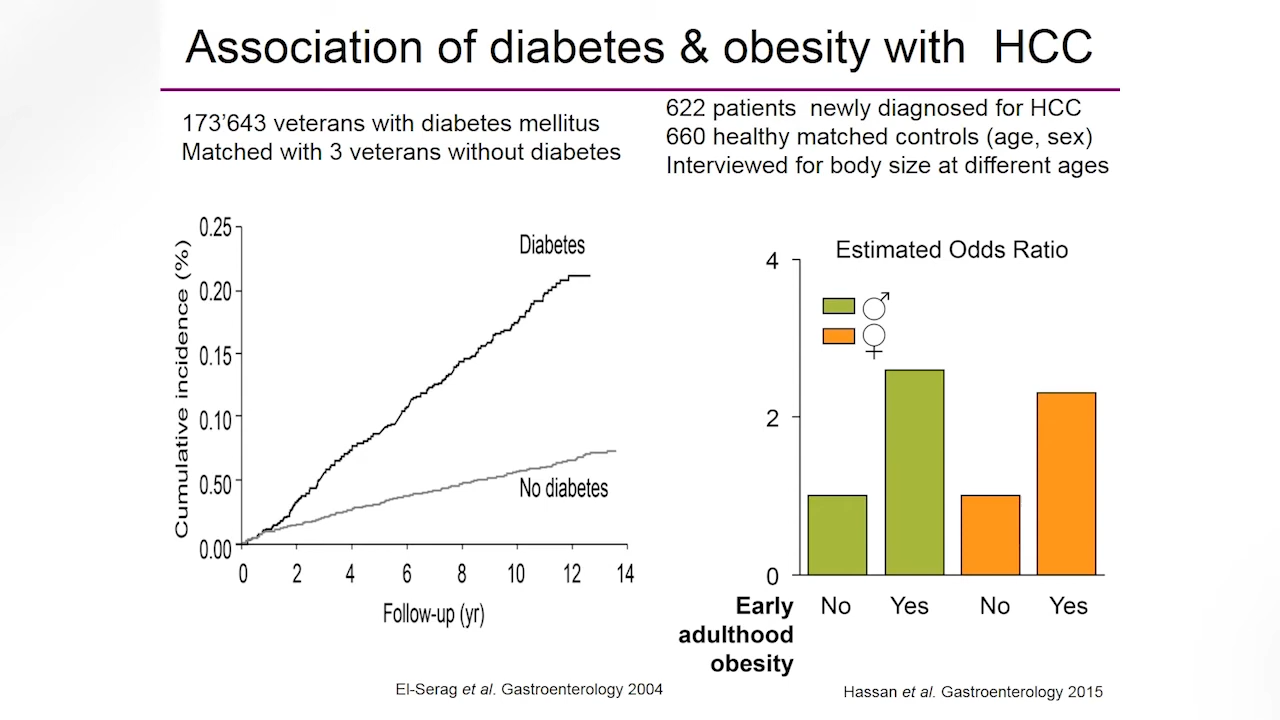 Association of diabetes & obesity with HCC
173’643 veterans with diabetes mellitus
Matched with 3 veterans without diabetes
622 patients newly diagnosed for HCC
660 healthy matched controls (age, sex)
Interviewed for body size at different ages
Cumulative incidence (%)
0.25
0.20
0.15
0.10
0.50
0.00
Diabetes
No diabetes
0 2 4 6 8 10 12 14
Follow-up (yr)
El-Serag et al. Gastroenterology 2004
Estimated Odds Ratio
4
2
0
No Yes No Yes
Early
adulthood
obesity
Hassan et al. Gastroenterology 2015